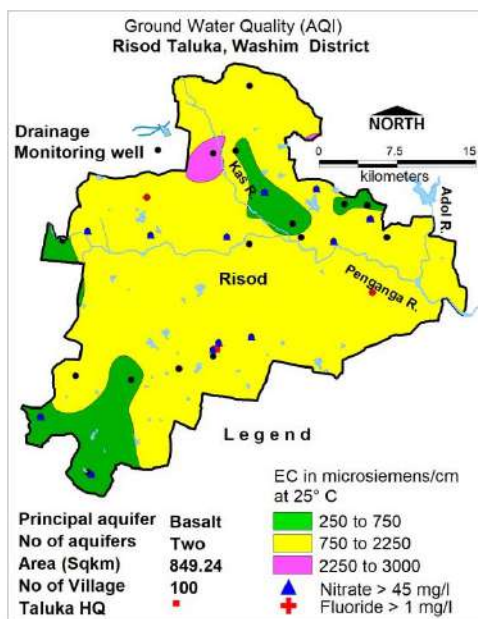 Ground Water Quality (AQI)
Risod Taluka, Washim District
Drainage
Monitoring well
NORTH
0 7.5 15
kilometers
Kas R.
Adol R.
Risod
Penganga R.
Legend
EC in microsiemens/cm
at 25° C
250 to 750
750 to 2250
2250 to 3000
Nitrate > 45 mg/l
Fluoride > 1 mg/l
Principal aquifer Basalt
No of aquifers Two
Area (Sqkm) 849.24
No of Village 100
Taluka HQ